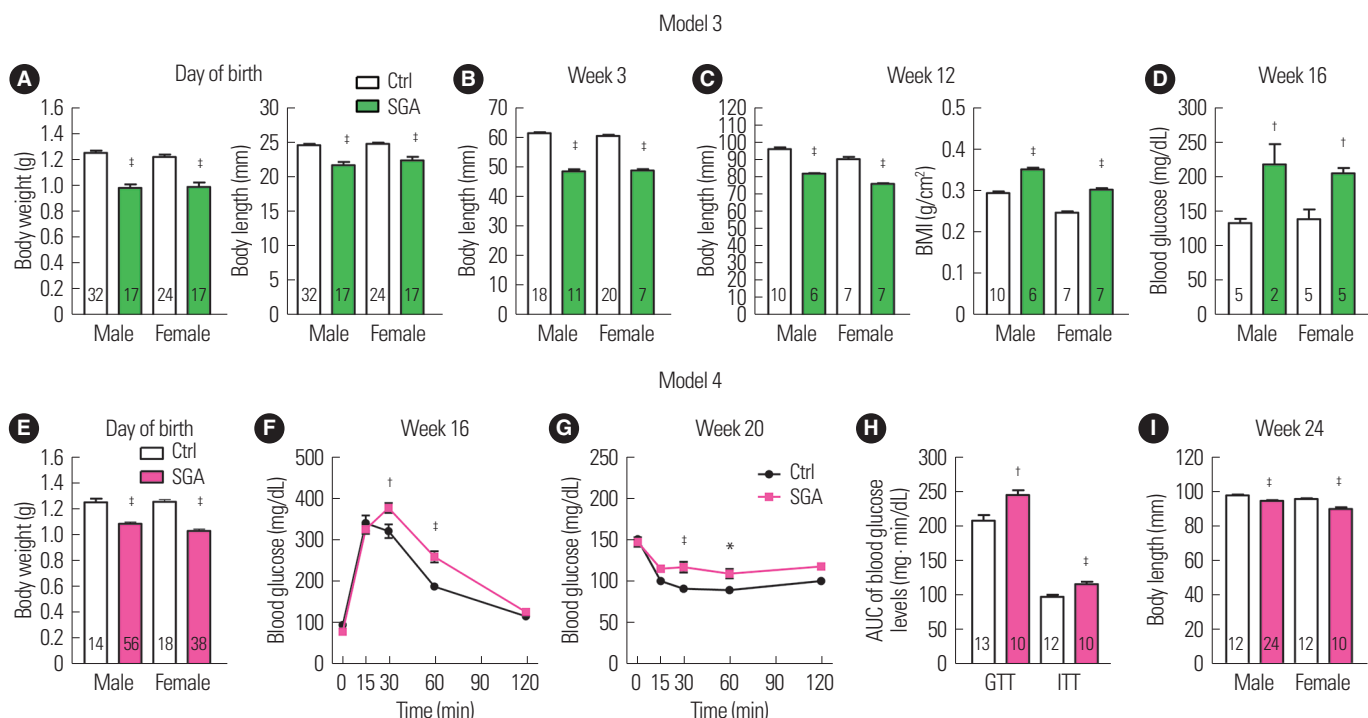 Model 3
A
Day of birth
Ctrl
SGA
Body weight (g)
1.6
1.4
1.2
1.0
0.8
0.6
0.4
0.2
0.0
‡
‡
32
17
24
17
Male
Female
Body length (mm)
30
25
20
15
10
5
0
‡
‡
32
17
24
17
Male
Female
B
Week 3
Body length (mm)
70
60
50
40
30
20
10
0
‡
‡
18
11
20
7
Male
Female
C
Week 12
Body length (mm)
120
110
100
90
80
70
60
50
40
30
20
10
0
‡
‡
10
6
7
7
Male
Female
BMI (g/cm²)
0.5
0.4
0.3
0.2
0.1
0
‡
‡
10
6
7
7
Male
Female
D
Week 16
Blood glucose (mg/dL)
300
250
200
150
100
50
0
†
†
5
2
5
5
Male
Female
Model 4
E
Day of birth
Ctrl
SGA
Body weight (g)
1.6
1.4
1.2
1.0
0.8
0.6
0.4
0.2
0.0
‡
‡
14
56
18
38
Male
Female
F
Week 16
Blood glucose (mg/dL)
500
400
300
200
100
0
†
‡
0
15
30
60
90
120
Time (min)
G
Week 20
Ctrl
SGA
Blood glucose (mg/dL)
250
200
150
100
50
0
‡
*
0
15
30
60
90
120
Time (min)
H
AUC of blood glucose
levels (mg · min/dL)
300
250
200
150
100
50
0
†
‡
13
10
12
10
GTT
ITT
I
Week 24
Body length (mm)
120
100
80
60
40
20
0
‡
‡
12
24
12
10
Male
Female